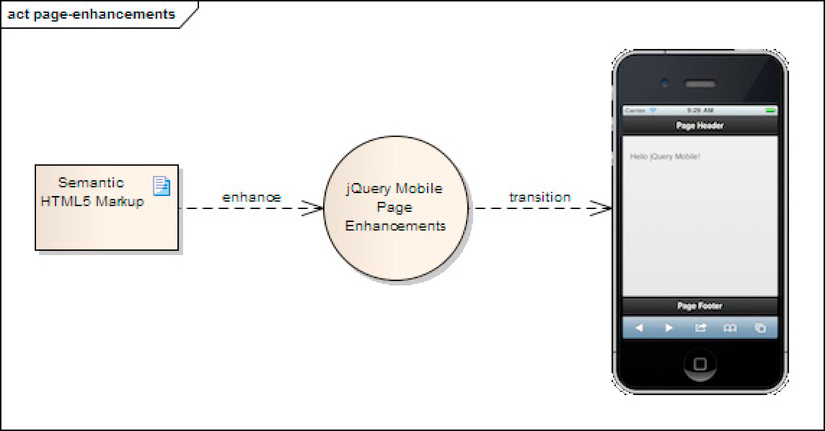 act page-enhancements
Semantic
HTML5 Markup
enhance
jQuery Mobile
Page
Enhancements
transition
Carrier 9:29 AM
Page Header
Hello jQuery Mobile!
Page Footer